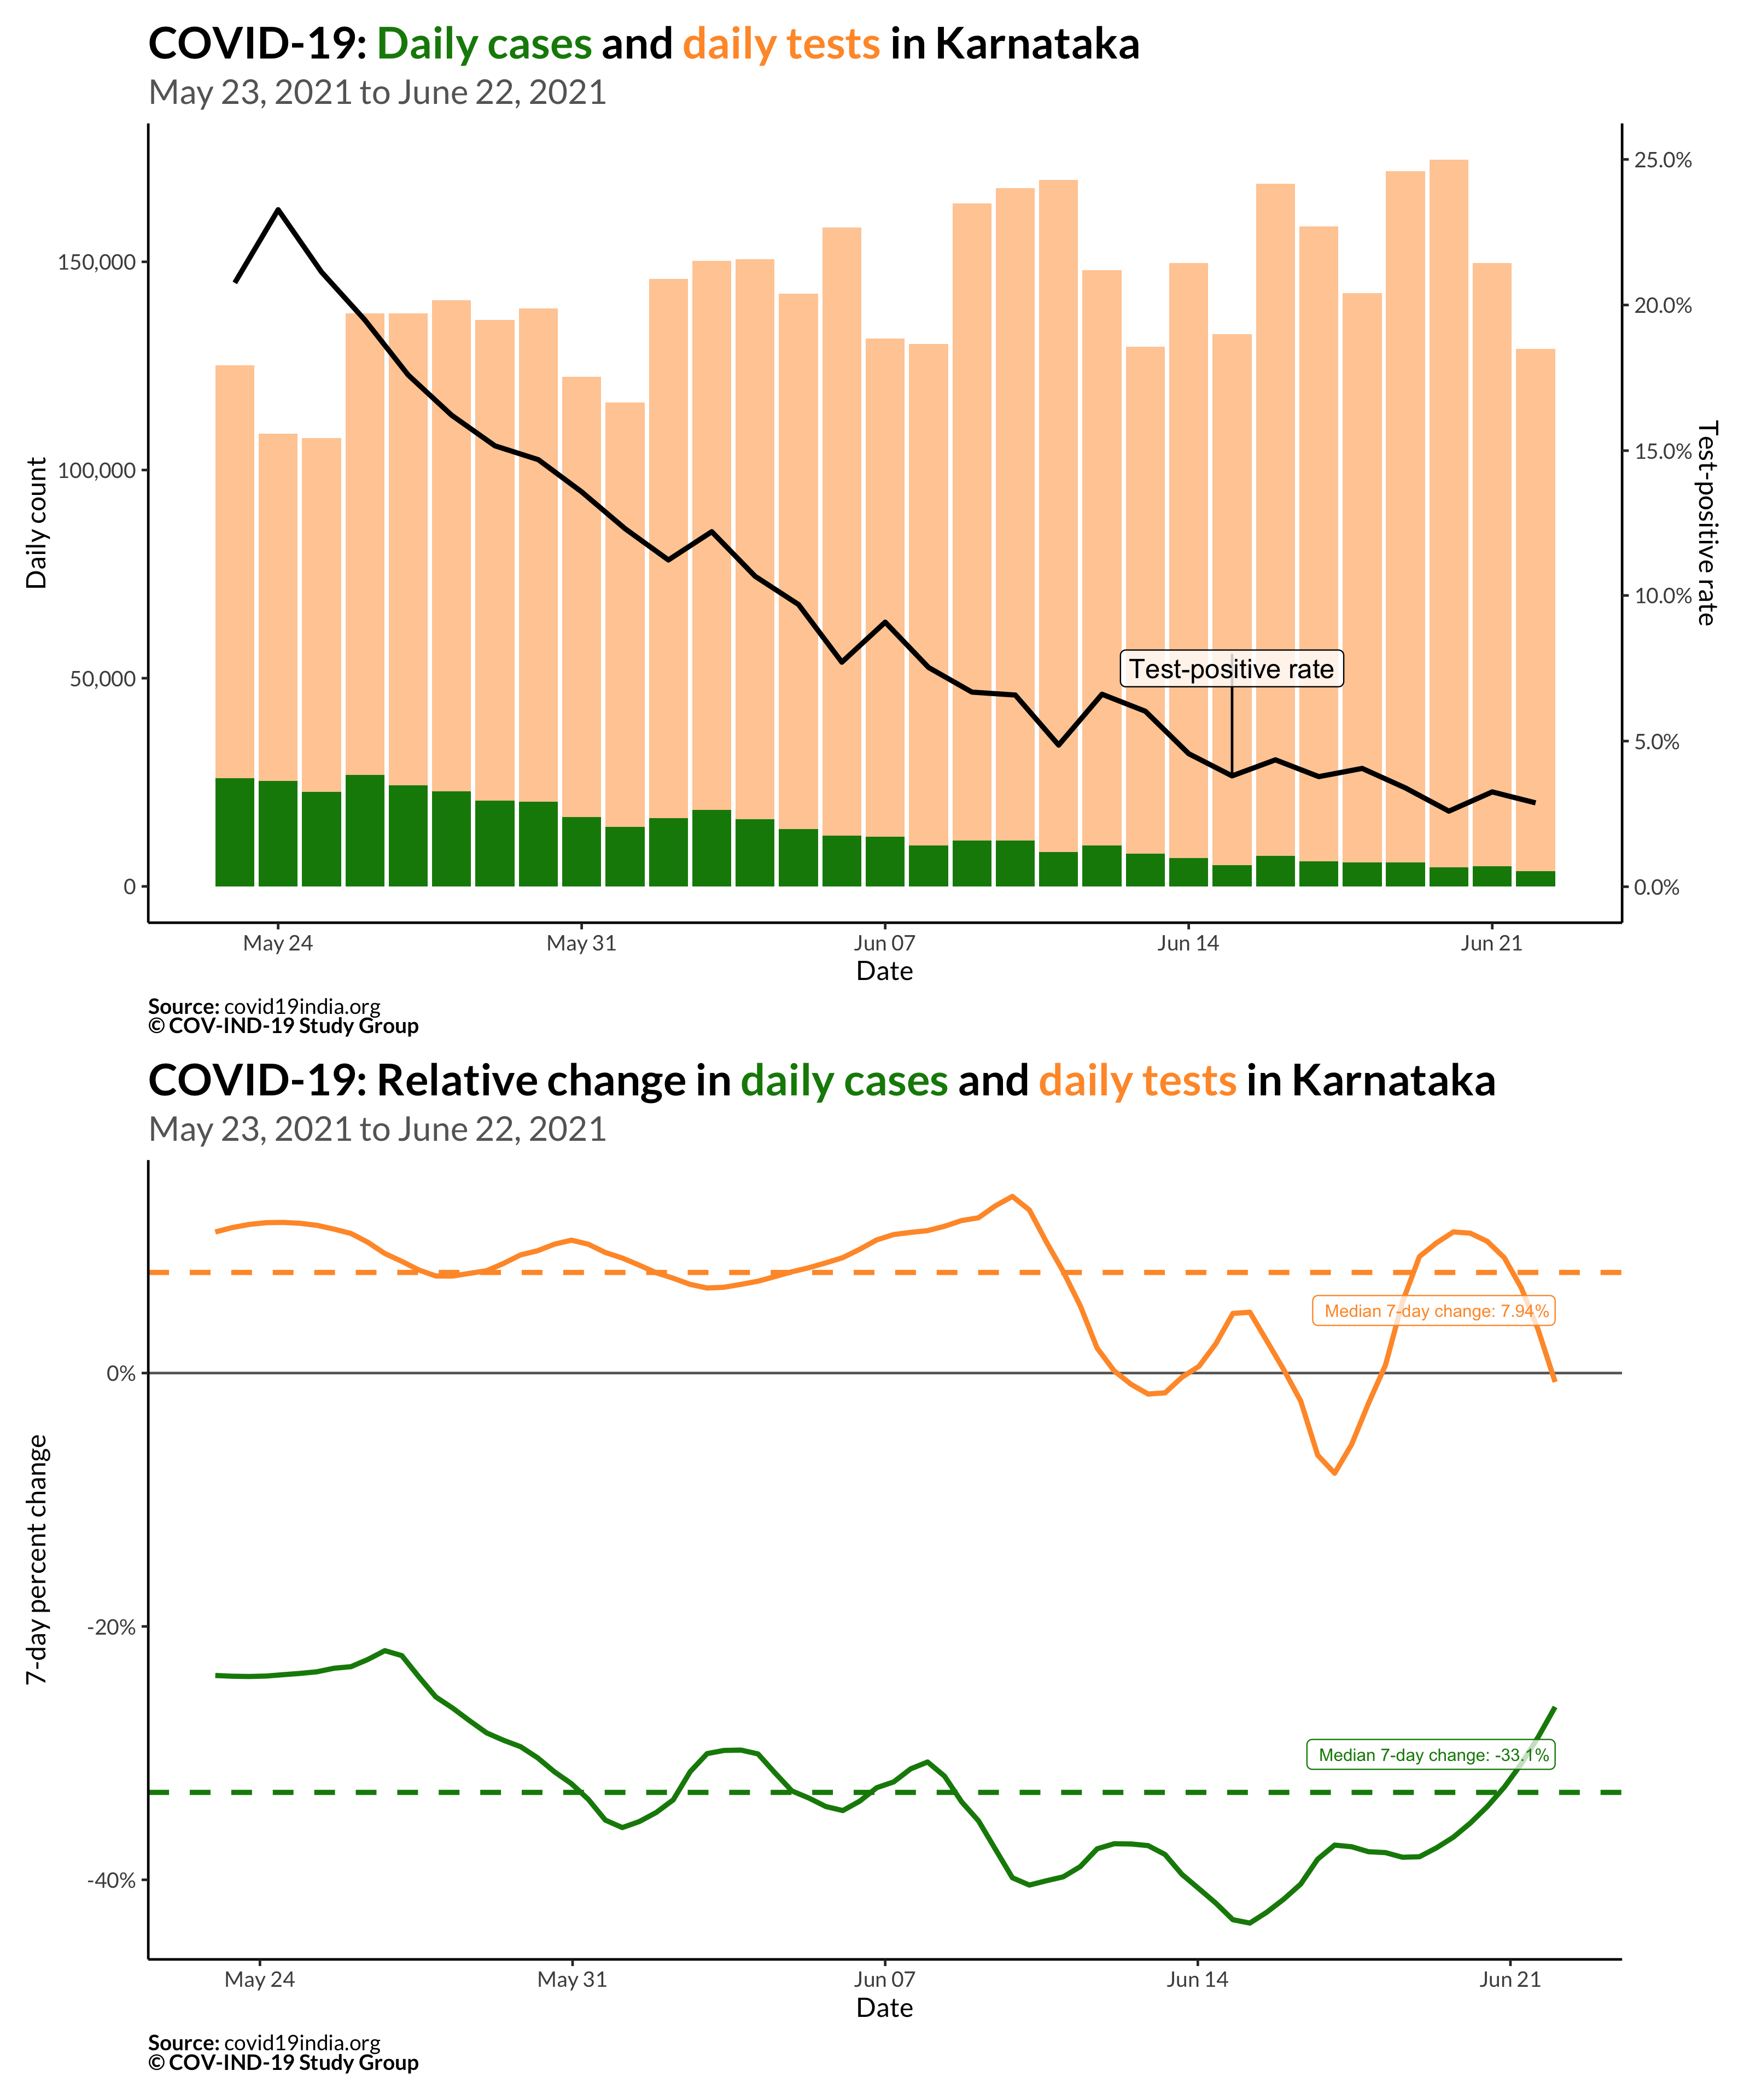 COVID-19: Daily cases and daily tests in Karnataka
May 23, 2021 to June 22, 2021
Daily count
150,000
100,000
50,000
0
25.0%
20.0%
15.0%
10.0%
5.0%
0.0%
Test-positive rate
Test-positive rate
May 24
May 31
Jun 07
Jun 14
Jun 21
Date
Source: covid19india.org
© COV-IND-19 Study Group
COVID-19: Relative change in daily cases and daily tests in Karnataka
May 23, 2021 to June 22, 2021
7-day percent change
0%
-20%
-40%
Median 7-day change: 7.94%
Median 7-day change: -33.1%
May 24
May 31
Jun 07
Jun 14
Jun 21
Date
Source: covid19india.org
© COV-IND-19 Study Group